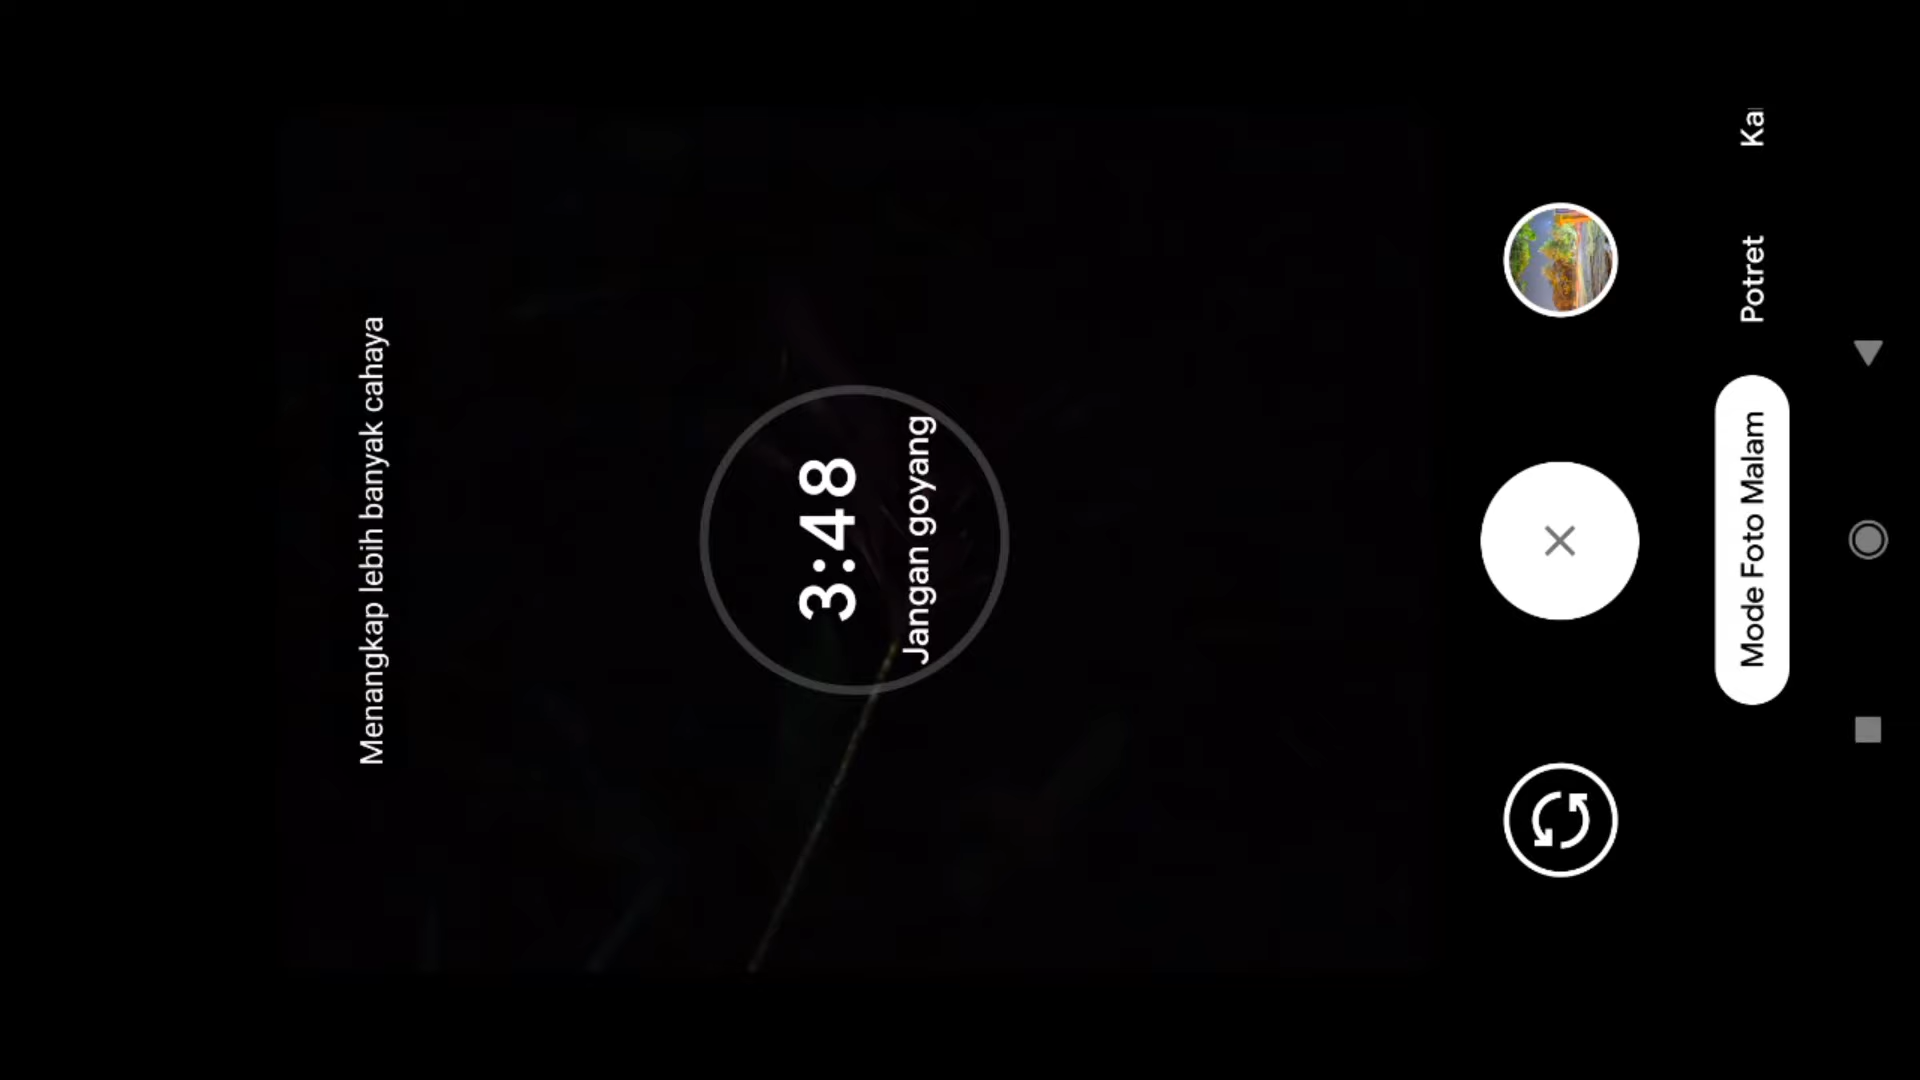 Menangkap lebih banyak cahaya
3:48
Jangan goyang
Mode Foto Malam
Potret
Ka